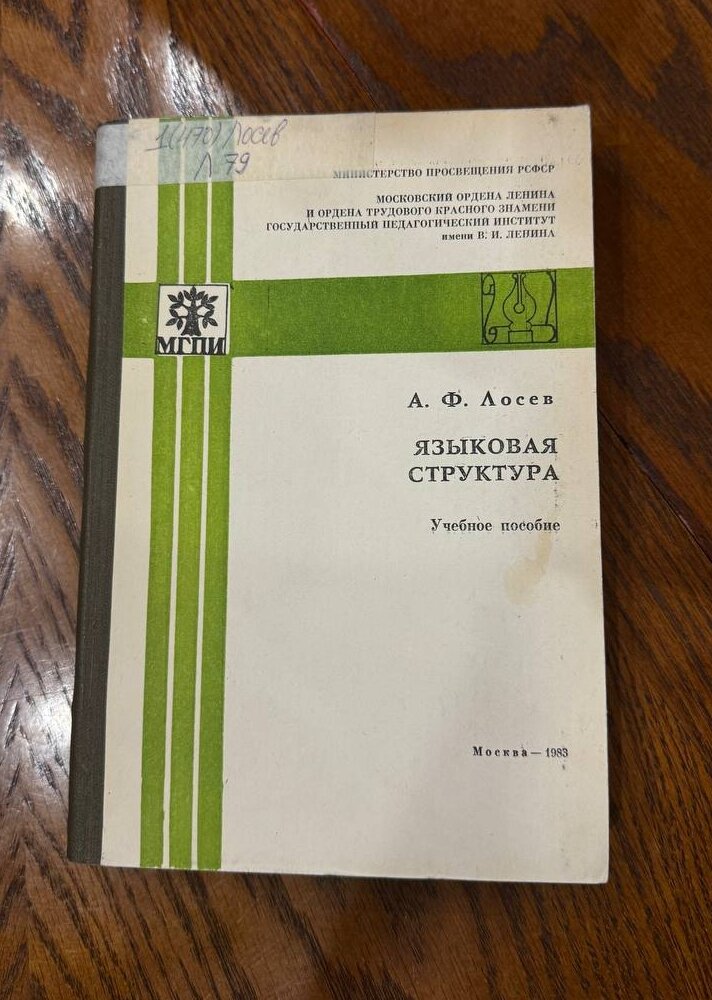 1(470) Лосев
Л 79
МИНИСТЕРСТВО ПРОСВЕЩЕНИЯ РСФСР
МОСКОВСКИЙ ОРДЕНА ЛЕНИНА
И ОРДЕНА ТРУДОВОГО КРАСНОГО ЗНАМЕНИ
ГОСУДАРСТВЕННЫЙ ПЕДАГОГИЧЕСКИЙ ИНСТИТУТ
имени В. И. ЛЕНИНА
МГПИ
А. Ф. Лосев
ЯЗЫКОВАЯ
СТРУКТУРА
Учебное пособие
Москва — 1983